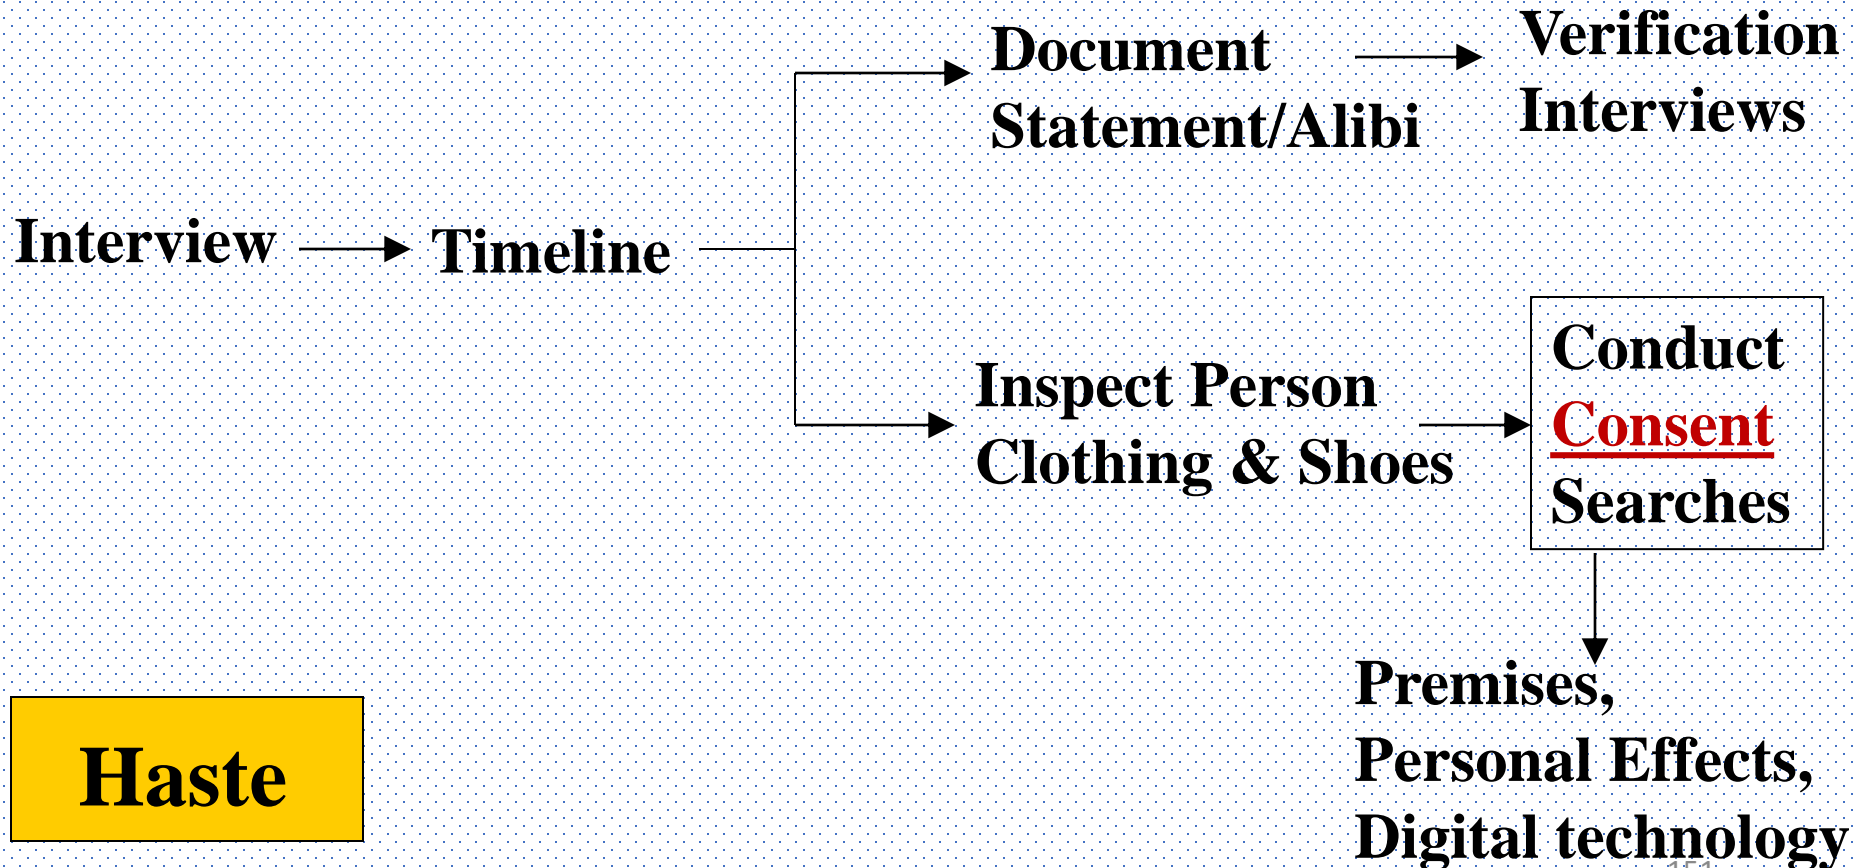 Document
Statement/Alibi
Verification
Interviews
Interview
Timeline
Inspect Person
Clothing & Shoes
Conduct
Consent
Searches
Premises,
Personal Effects,
Digital technology
Haste